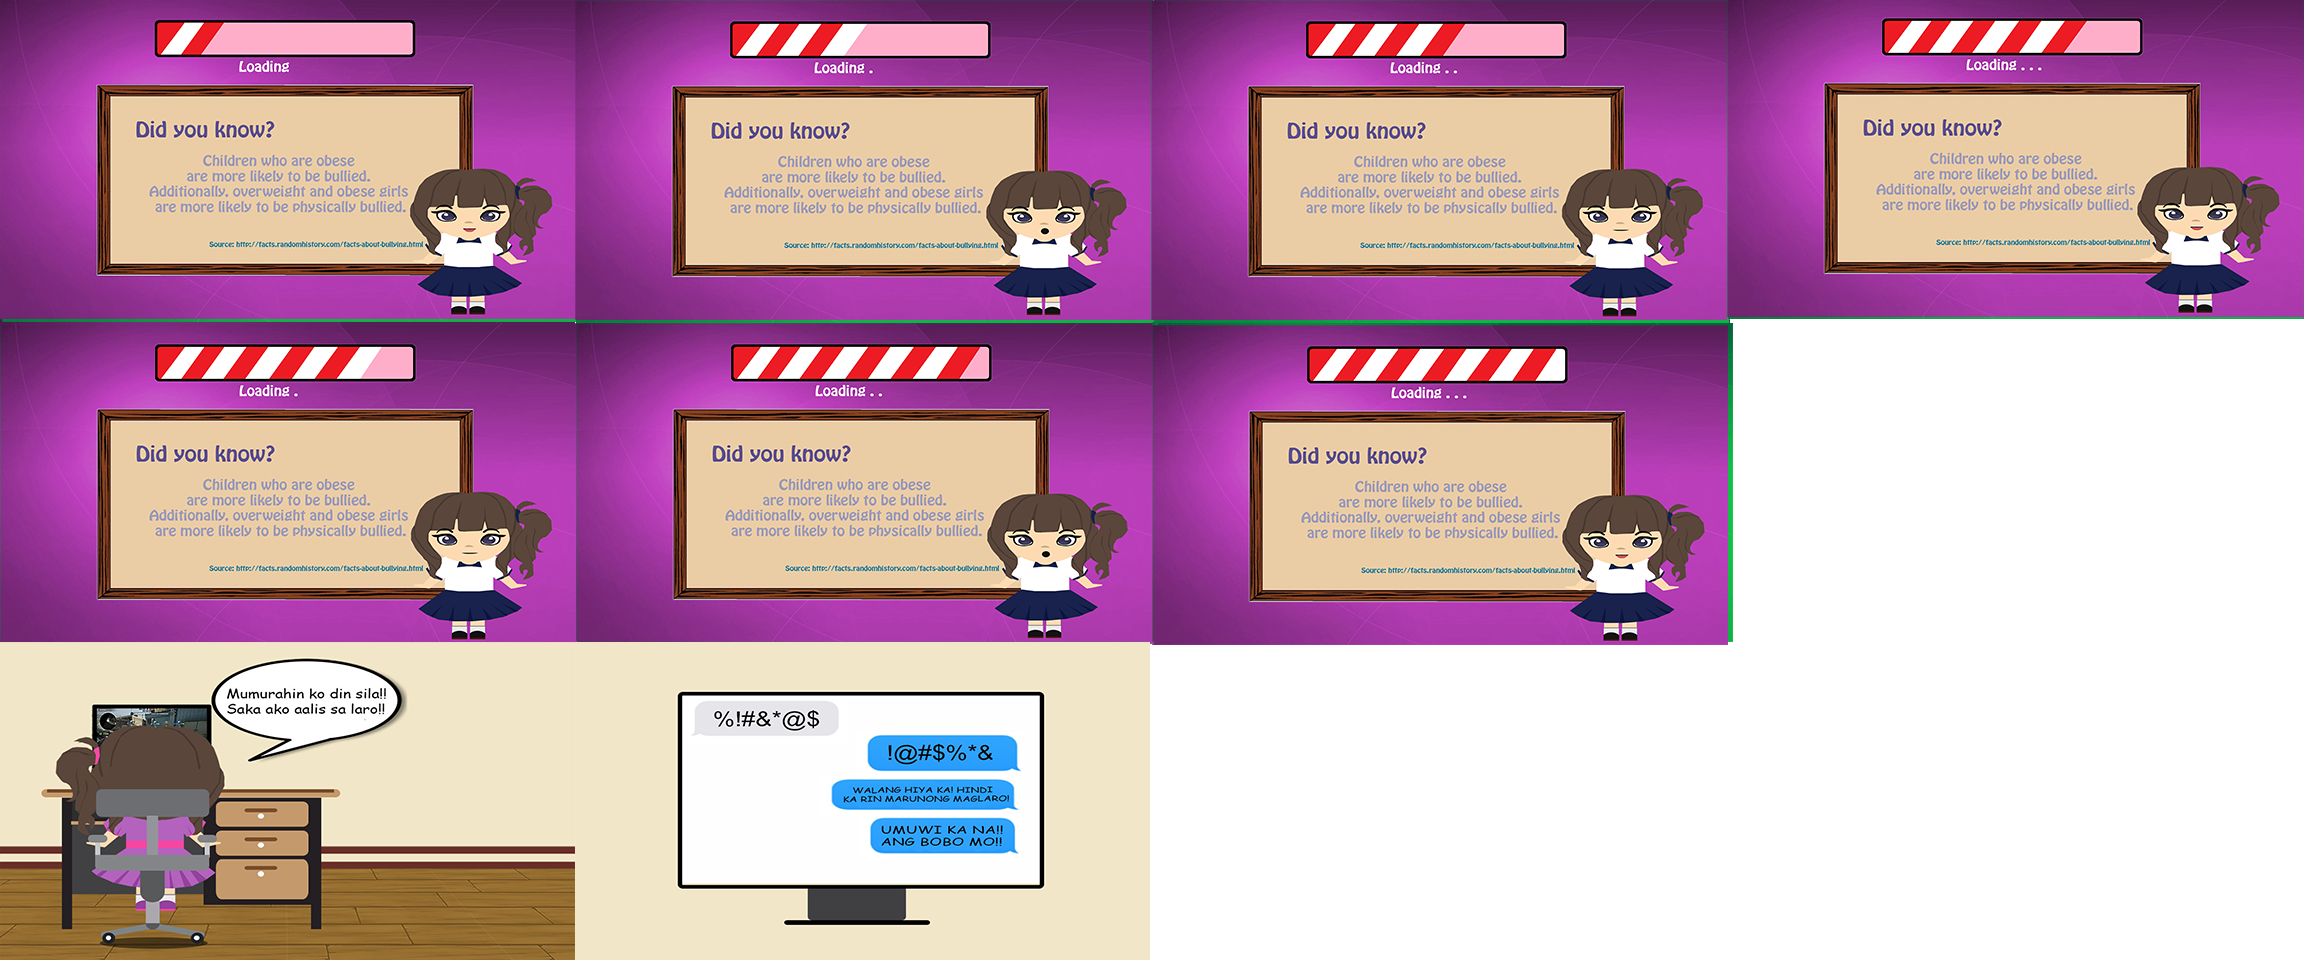 Loading
Did you know?
Children who are obese
are more likely to be bullied.
Additionally, overweight and obese girls
are more likely to be physically bullied.
Source: http://facts.randomhistory.com/facts-about-bullying.html
Loading .
Did you know?
Children who are obese
are more likely to be bullied.
Additionally, overweight and obese girls
are more likely to be physically bullied.
Source: http://facts.randomhistory.com/facts-about-bullying.html
Loading . .
Did you know?
Children who are obese
are more likely to be bullied.
Additionally, overweight and obese girls
are more likely to be physically bullied.
Source: http://facts.randomhistory.com/facts-about-bullying.html
Loading . . .
Did you know?
Children who are obese
are more likely to be bullied.
Additionally, overweight and obese girls
are more likely to be physically bullied.
Source: http://facts.randomhistory.com/facts-about-bullying.html
Loading .
Did you know?
Children who are obese
are more likely to be bullied.
Additionally, overweight and obese girls
are more likely to be physically bullied.
Source: http://facts.randomhistory.com/facts-about-bullying.html
Loading . .
Did you know?
Children who are obese
are more likely to be bullied.
Additionally, overweight and obese girls
are more likely to be physically bullied.
Source: http://facts.randomhistory.com/facts-about-bullying.html
Loading . . .
Did you know?
Children who are obese
are more likely to be bullied.
Additionally, overweight and obese girls
are more likely to be physically bullied.
Source: http://facts.randomhistory.com/facts-about-bullying.html
Mumurahin ko din sila!!
Saka ako aalis sa laro!!
%!#&*@$
!@#$%*&
WALANG HIYA KA! HINDI
KA RIN MARUNONG MAGLARO!
UMUWI KA NA!!
ANG BOBO MO!!